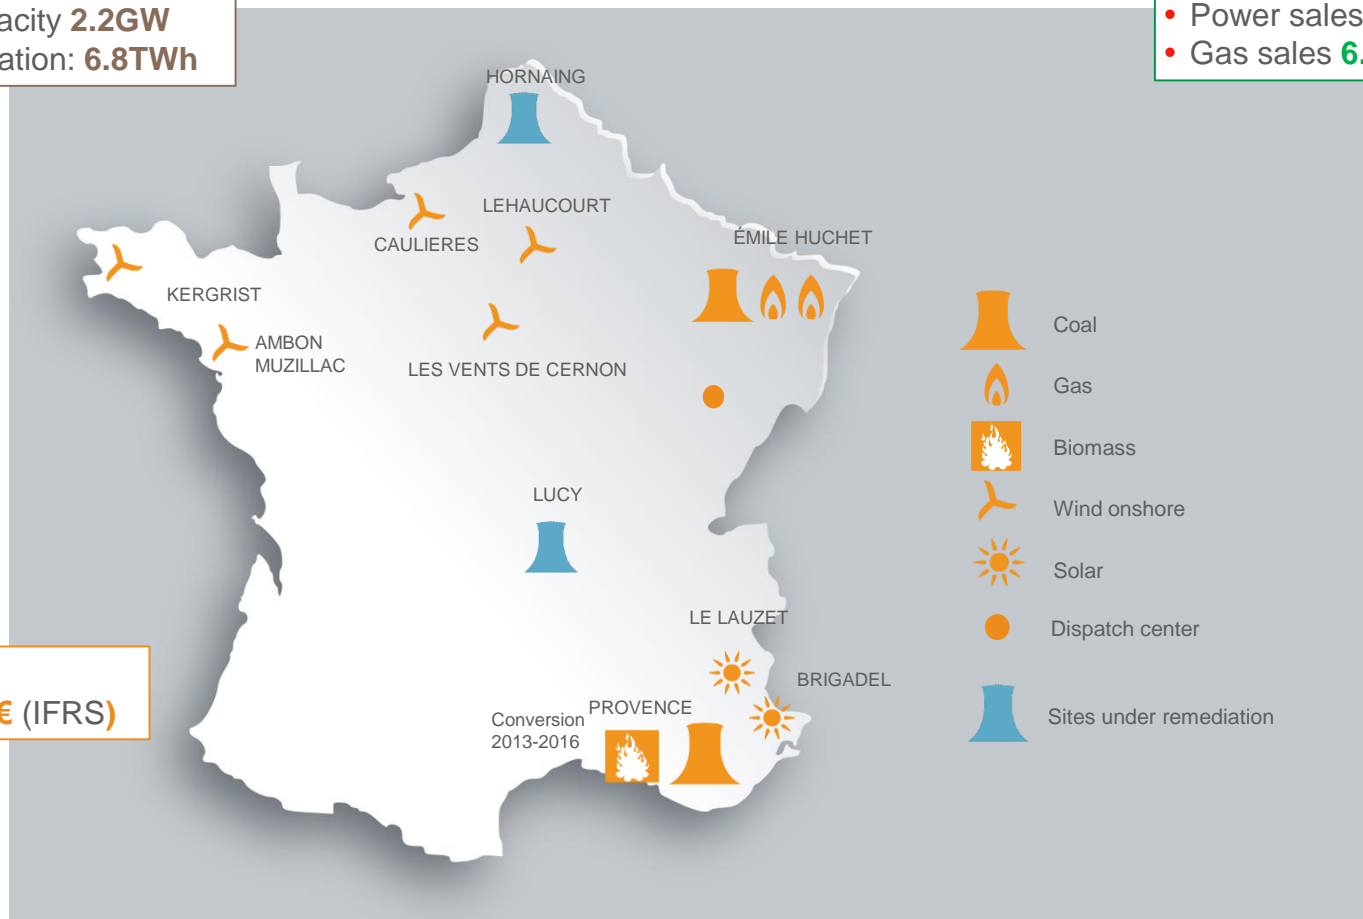 acity 2.2GW
ation: 6.8TWh
• Power sales
• Gas sales 6.
HORNAING
LEHAUCOURT
CAULIERES
ÉMILE HUCHET
KERGRIST
AMBON
MUZILLAC
LES VENTS DE CERNON
LUCY
LE LAUZET
BRIGADEL
PROVENCE
Conversion
2013-2016
€ (IFRS)
Coal
Gas
Biomass
Wind onshore
Solar
Dispatch center
Sites under remediation